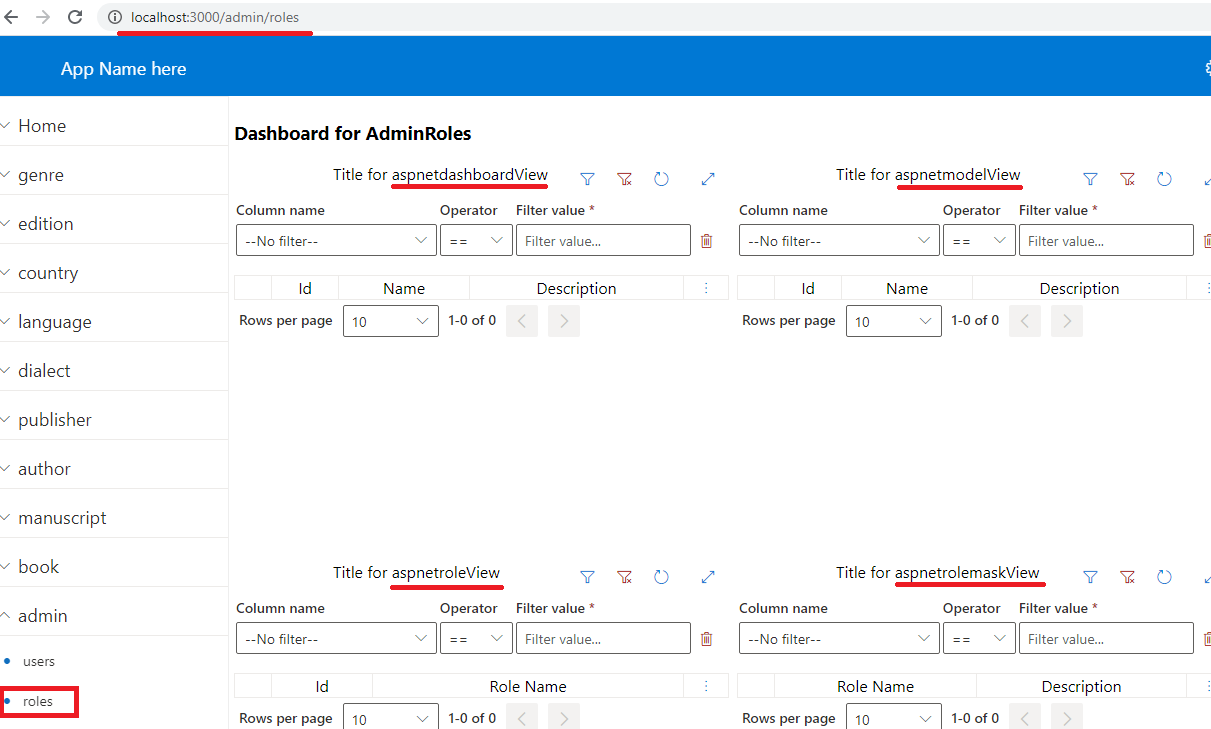 localhost:3000/admin/roles
App Name here
Home
genre
edition
country
language
dialect
publisher
author
manuscript
book
admin
users
roles
Dashboard for AdminRoles
Title for aspnetdashboardView
Column name Operator Filter value *
--No filter-- == Filter value...
Id Name Description
Rows per page 10 1-0 of 0
Title for aspnetmodelView
Column name Operator Filter value *
--No filter-- == Filter value...
Id Name Description
Rows per page 10 1-0 of 0
Title for aspnetroleView
Column name Operator Filter value *
--No filter-- == Filter value...
Id Role Name
Rows per page 10 1-0 of 0
Title for aspnetrolemaskView
Column name Operator Filter value *
--No filter-- == Filter value...
Role Name Description
Rows per page 10 1-0 of 0